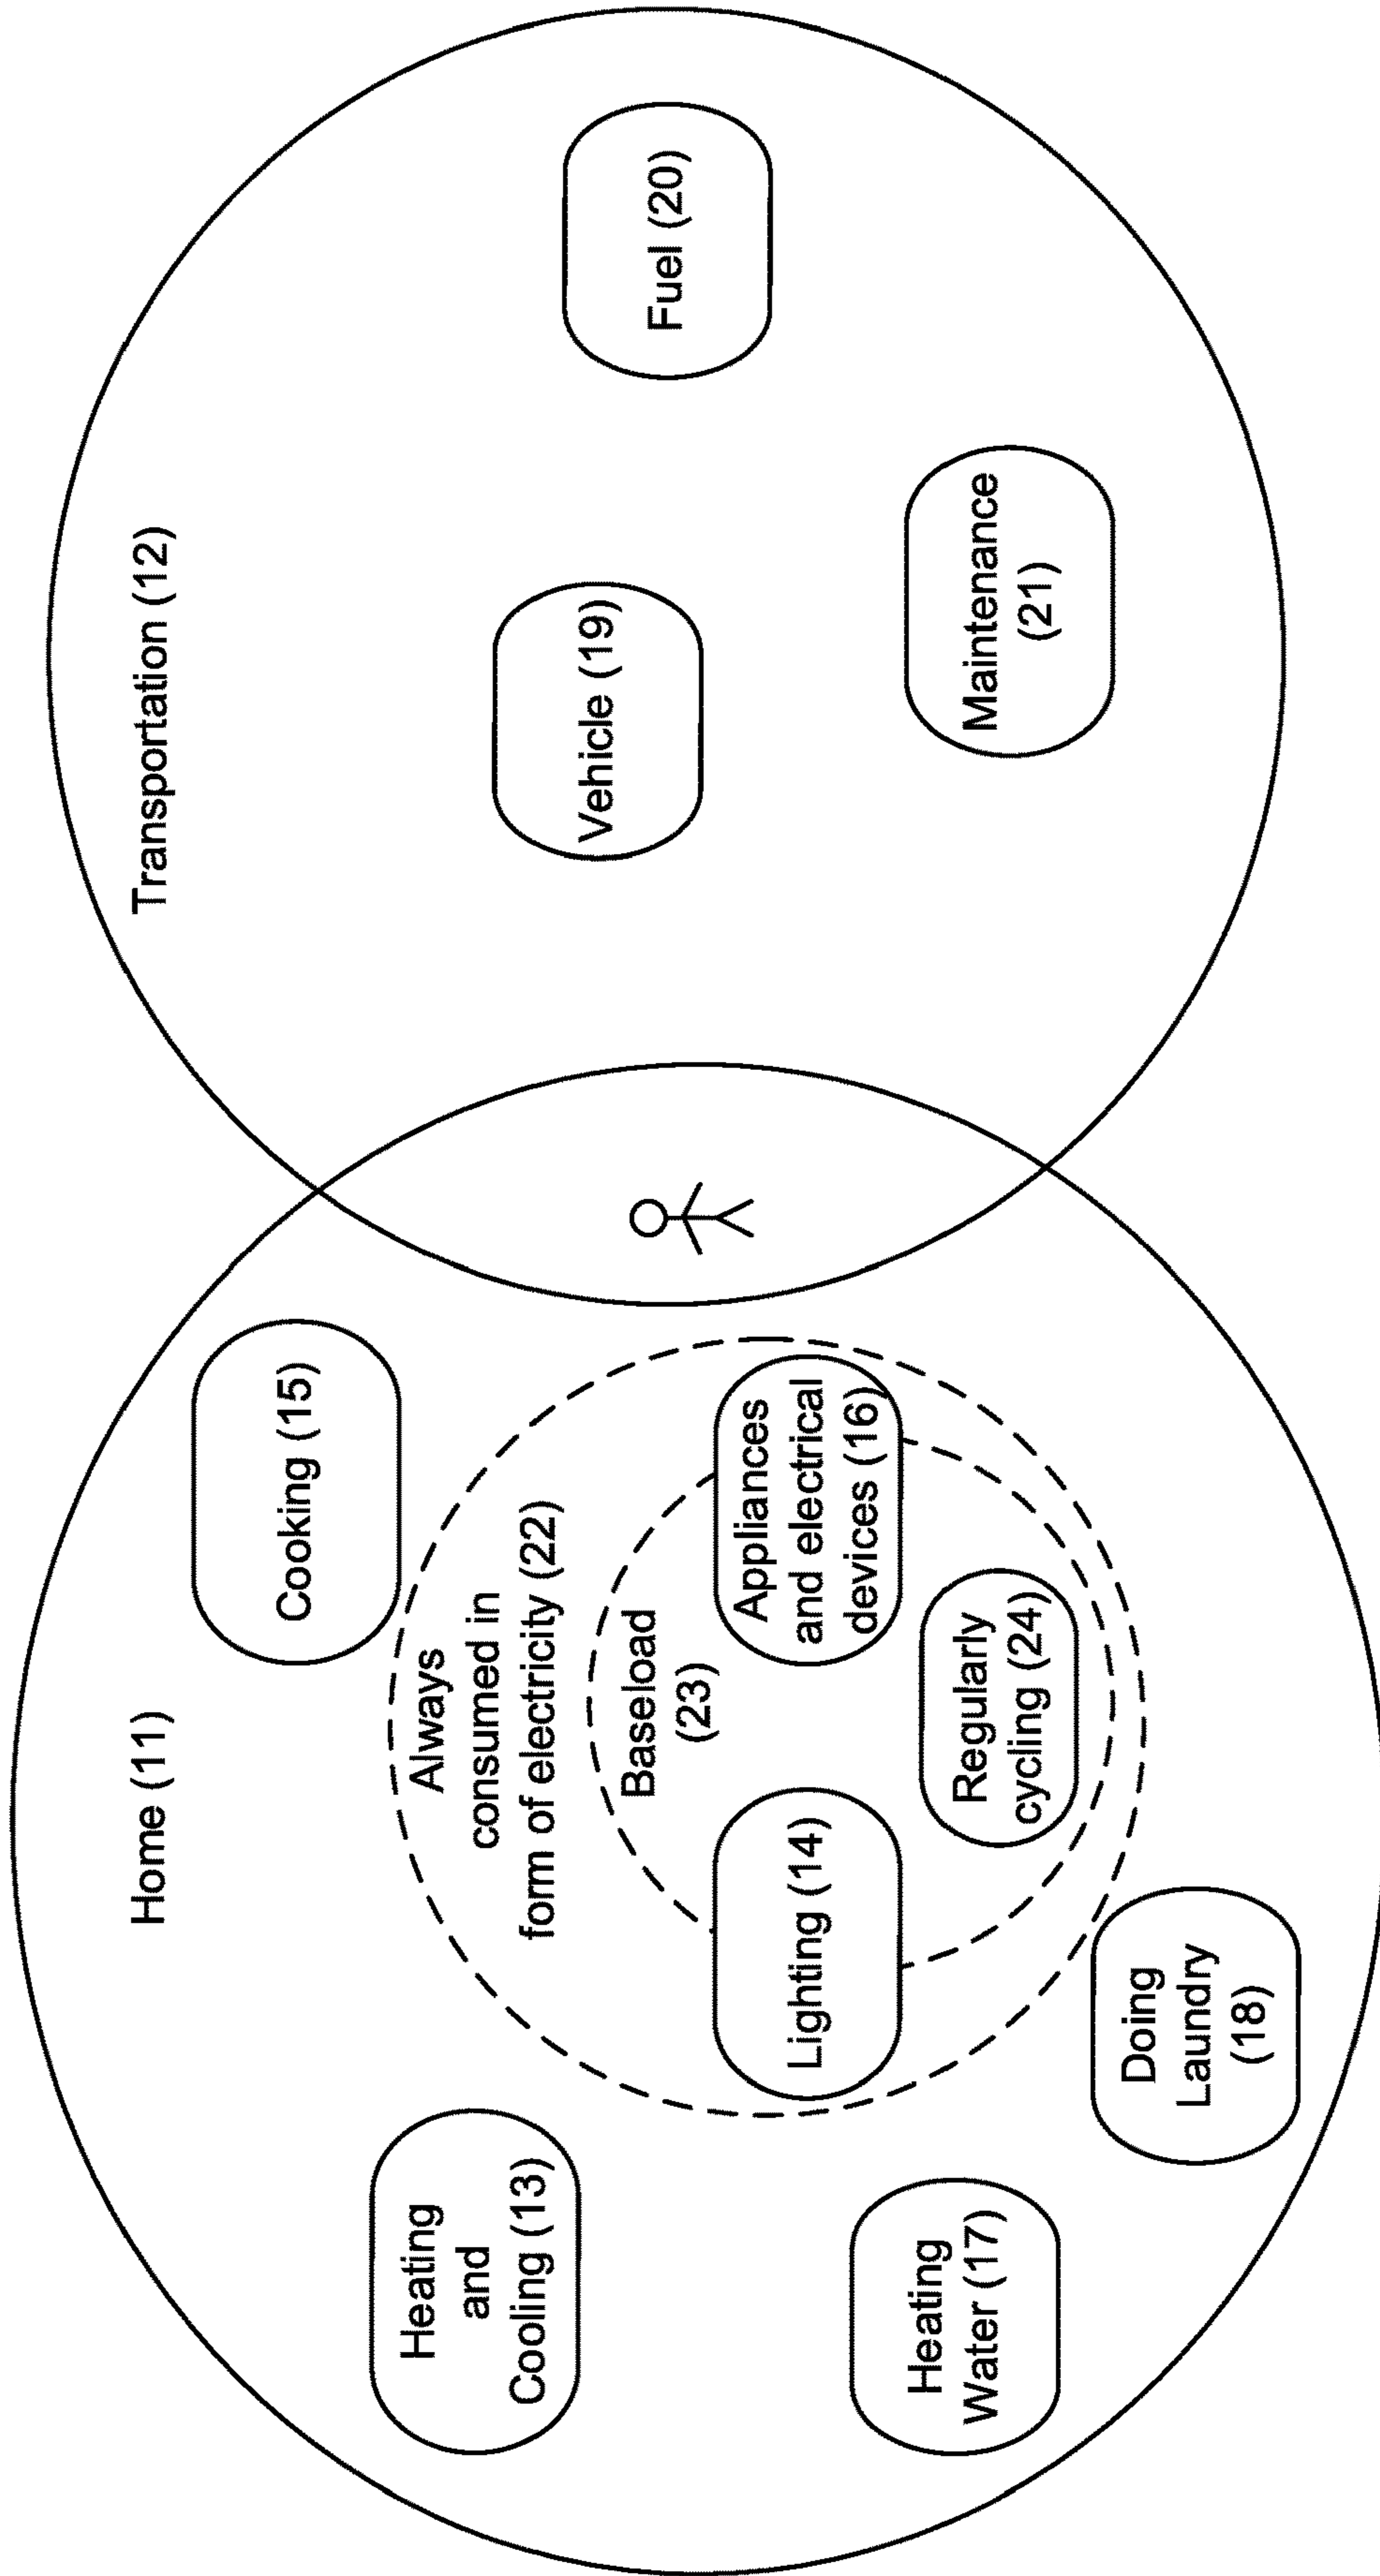 Home (11)
Transportation (12)
Heating
and
Cooling (13)
Cooking (15)
Always
consumed in
form of electricity (22)
Baseload
(23)
Lighting (14)
Appliances
and electrical
devices (16)
Regularly
cycling (24)
Heating
Water (17)
Doing
Laundry
(18)
Vehicle (19)
Fuel (20)
Maintenance
(21)